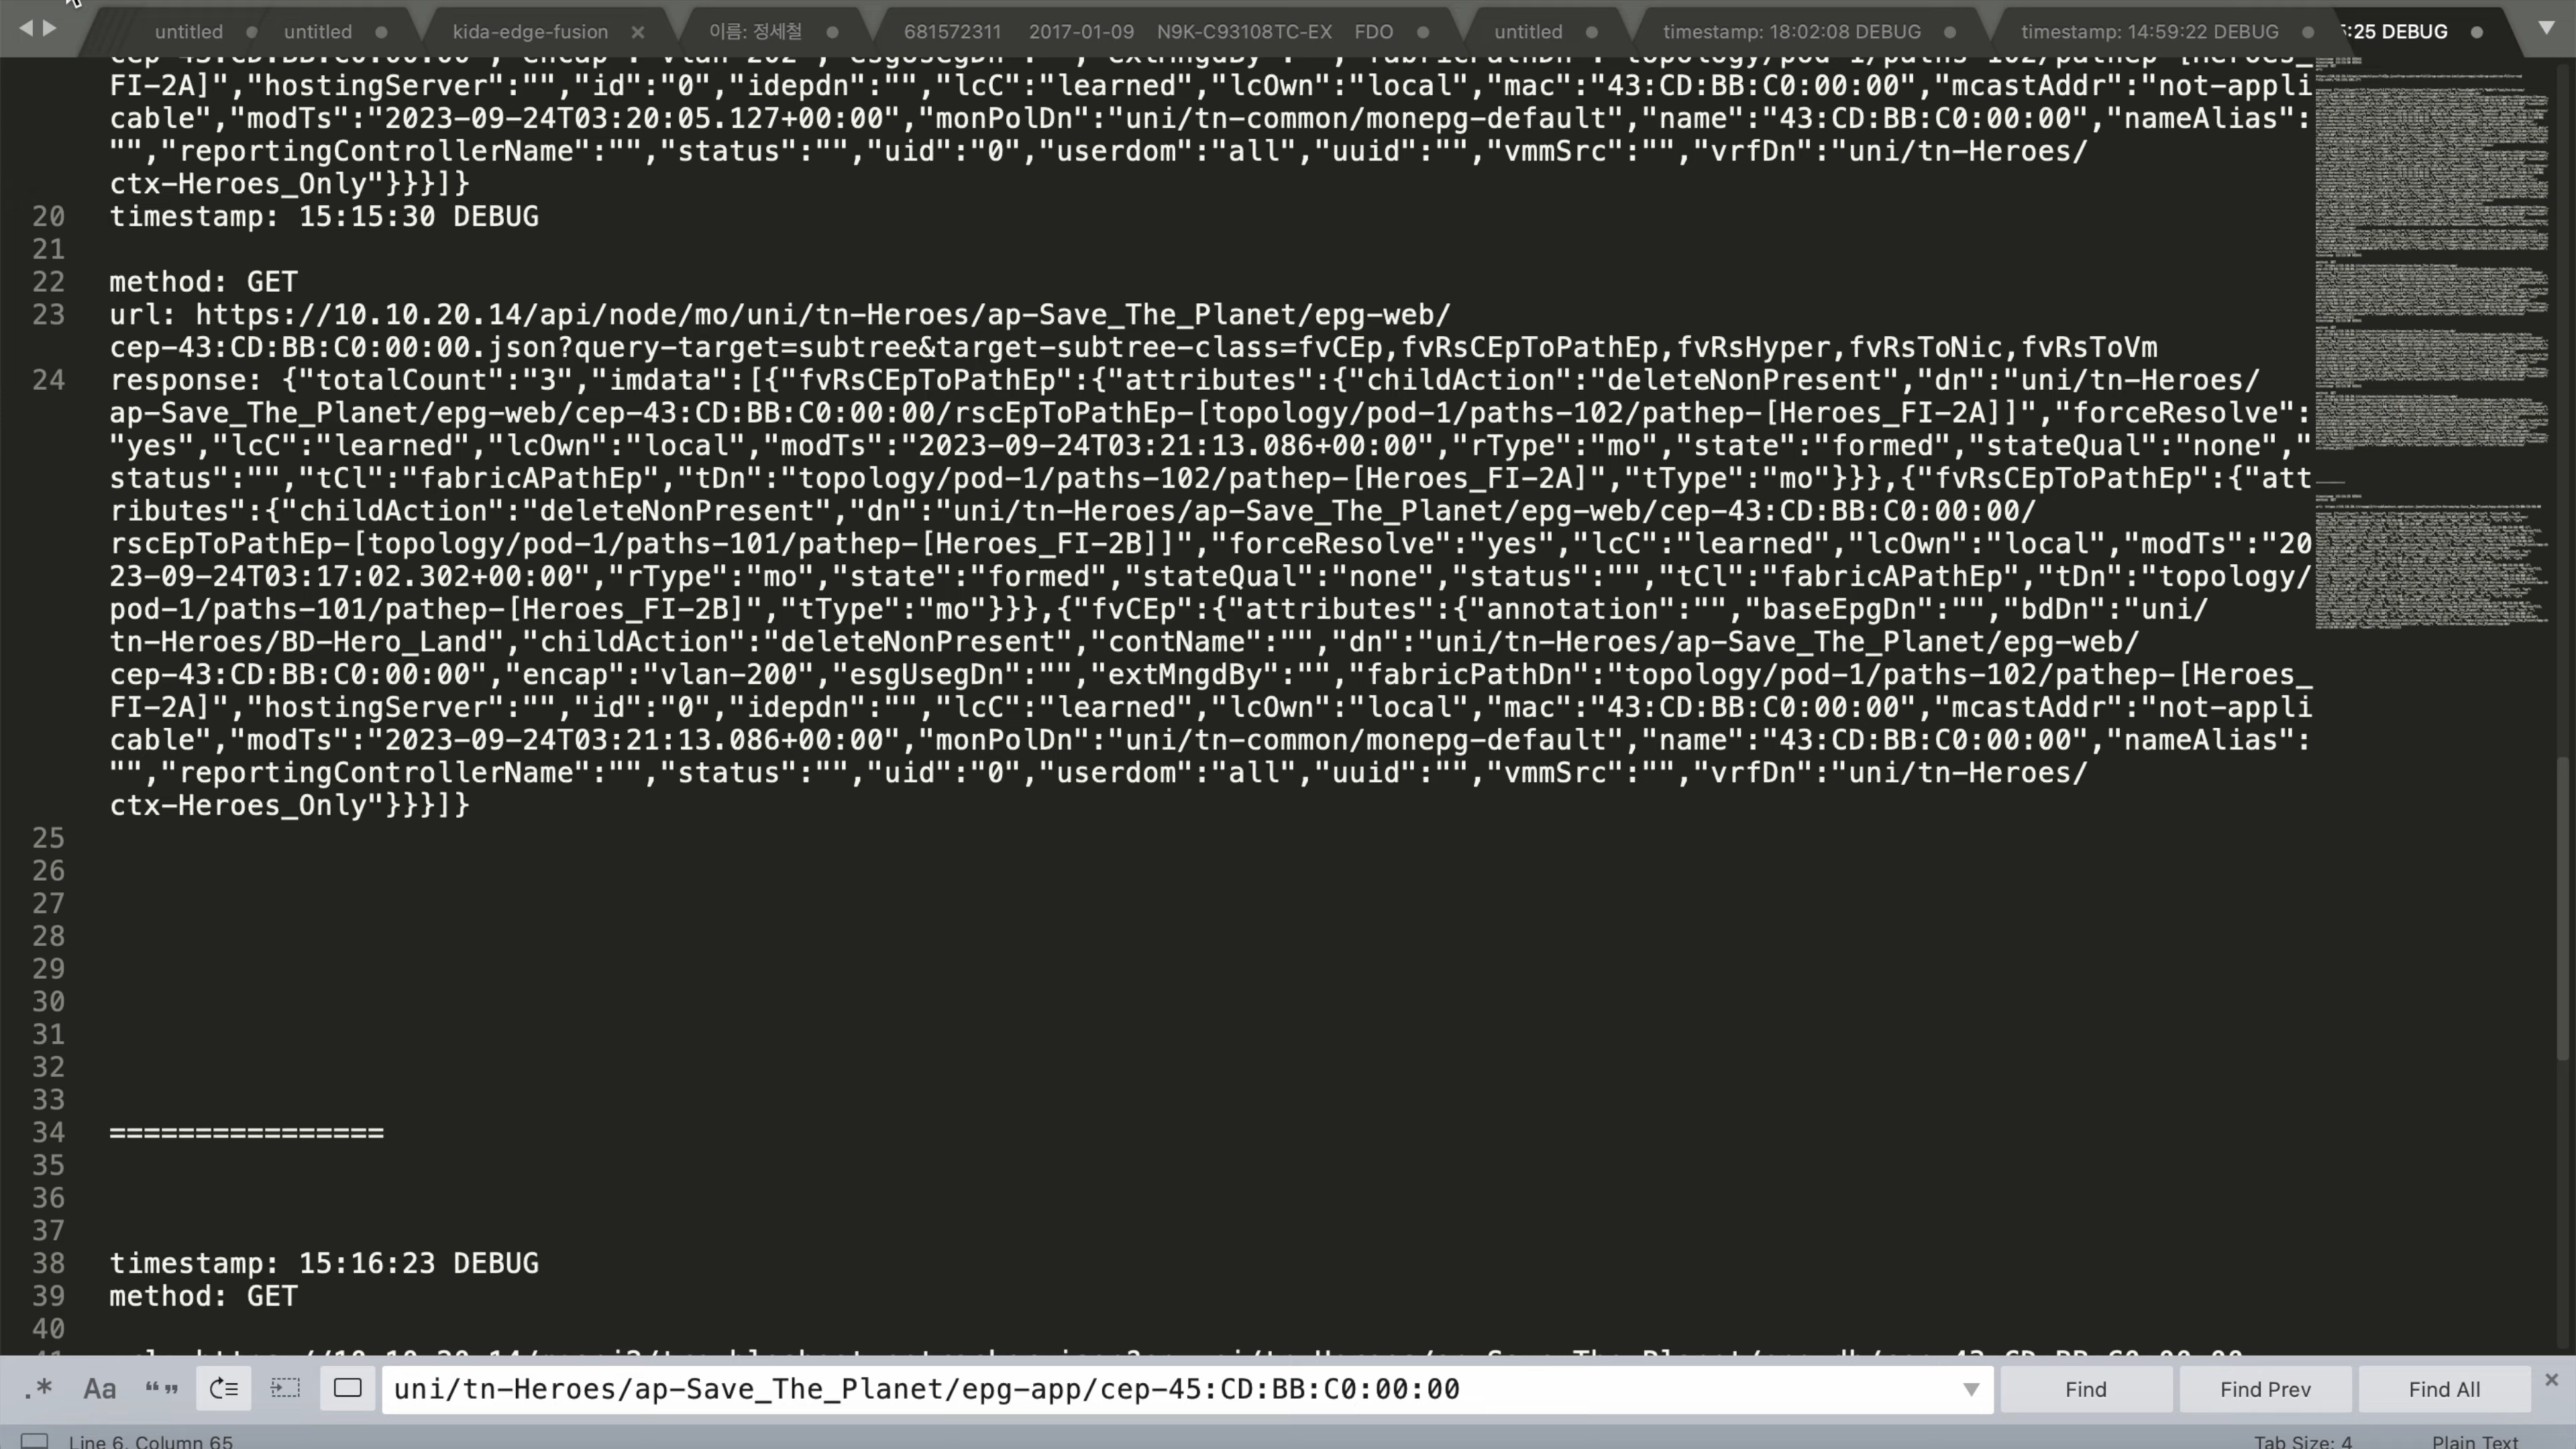 untitled
untitled
kida-edge-fusion
이름: 정세철
681572311 2017-01-09 N9K-C93108TC-EX FDO
untitled
timestamp: 18:02:08 DEBUG
timestamp: 14:59:22 DEBUG
:25 DEBUG
cep-43:CD:BB:C0:00:00","encap":"vlan-202","esgUsegDn":"","extMngdBy":"","fabricPathDn":"topology/pod-1/paths-102/pathep-[Heroes_
FI-2A]","hostingServer":"","id":"0","idepdn":"","lcC":"learned","lcOwn":"local","mac":"43:CD:BB:C0:00:00","mcastAddr":"not-appli
cable","modTs":"2023-09-24T03:20:05.127+00:00","monPolDn":"uni/tn-common/monepg-default","name":"43:CD:BB:C0:00:00","nameAlias":
"","reportingControllerName":"","status":"","uid":"0","userdom":"all","uuid":"","vmmSrc":"","vrfDn":"uni/tn-Heroes/
ctx-Heroes_Only"}}}]}
20 timestamp: 15:15:30 DEBUG
21
22 method: GET
23 url: https://10.10.20.14/api/node/mo/uni/tn-Heroes/ap-Save_The_Planet/epg-web/
cep-43:CD:BB:C0:00:00.json?query-target=subtree&target-subtree-class=fvCEp,fvRsCEpToPathEp,fvRsHyper,fvRsToNic,fvRsToVm
24 response: {"totalCount":"3","imdata":[{"fvRsCEpToPathEp":{"attributes":{"childAction":"deleteNonPresent","dn":"uni/tn-Heroes/
ap-Save_The_Planet/epg-web/cep-43:CD:BB:C0:00:00/rscEpToPathEp-[topology/pod-1/paths-102/pathep-[Heroes_FI-2A]]","forceResolve":
"yes","lcC":"learned","lcOwn":"local","modTs":"2023-09-24T03:21:13.086+00:00","rType":"mo","state":"formed","stateQual":"none","
status":"","tCl":"fabricAPathEp","tDn":"topology/pod-1/paths-102/pathep-[Heroes_FI-2A]","tType":"mo"}}},{"fvRsCEpToPathEp":{"att
ributes":{"childAction":"deleteNonPresent","dn":"uni/tn-Heroes/ap-Save_The_Planet/epg-web/cep-43:CD:BB:C0:00:00/
rscEpToPathEp-[topology/pod-1/paths-101/pathep-[Heroes_FI-2B]]","forceResolve":"yes","lcC":"learned","lcOwn":"local","modTs":"20
23-09-24T03:17:02.302+00:00","rType":"mo","state":"formed","stateQual":"none","status":"","tCl":"fabricAPathEp","tDn":"topology/
pod-1/paths-101/pathep-[Heroes_FI-2B]","tType":"mo"}}},{"fvCEp":{"attributes":{"annotation":"","baseEpgDn":"","bdDn":"uni/
tn-Heroes/BD-Hero_Land","childAction":"deleteNonPresent","contName":"","dn":"uni/tn-Heroes/ap-Save_The_Planet/epg-web/
cep-43:CD:BB:C0:00:00","encap":"vlan-200","esgUsegDn":"","extMngdBy":"","fabricPathDn":"topology/pod-1/paths-102/pathep-[Heroes_
FI-2A]","hostingServer":"","id":"0","idepdn":"","lcC":"learned","lcOwn":"local","mac":"43:CD:BB:C0:00:00","mcastAddr":"not-appli
cable","modTs":"2023-09-24T03:21:13.086+00:00","monPolDn":"uni/tn-common/monepg-default","name":"43:CD:BB:C0:00:00","nameAlias":
"","reportingControllerName":"","status":"","uid":"0","userdom":"all","uuid":"","vmmSrc":"","vrfDn":"uni/tn-Heroes/
ctx-Heroes_Only"}}}]}
25
26
27
28
29
30
31
32
33
34 ================
35
36
37
38 timestamp: 15:16:23 DEBUG
39 method: GET
40
.* Aa “ ” uni/tn-Heroes/ap-Save_The_Planet/epg-app/cep-45:CD:BB:C0:00:00 Find Find Prev Find All
Line 6, Column 65 Tab Size: 4 Plain Text